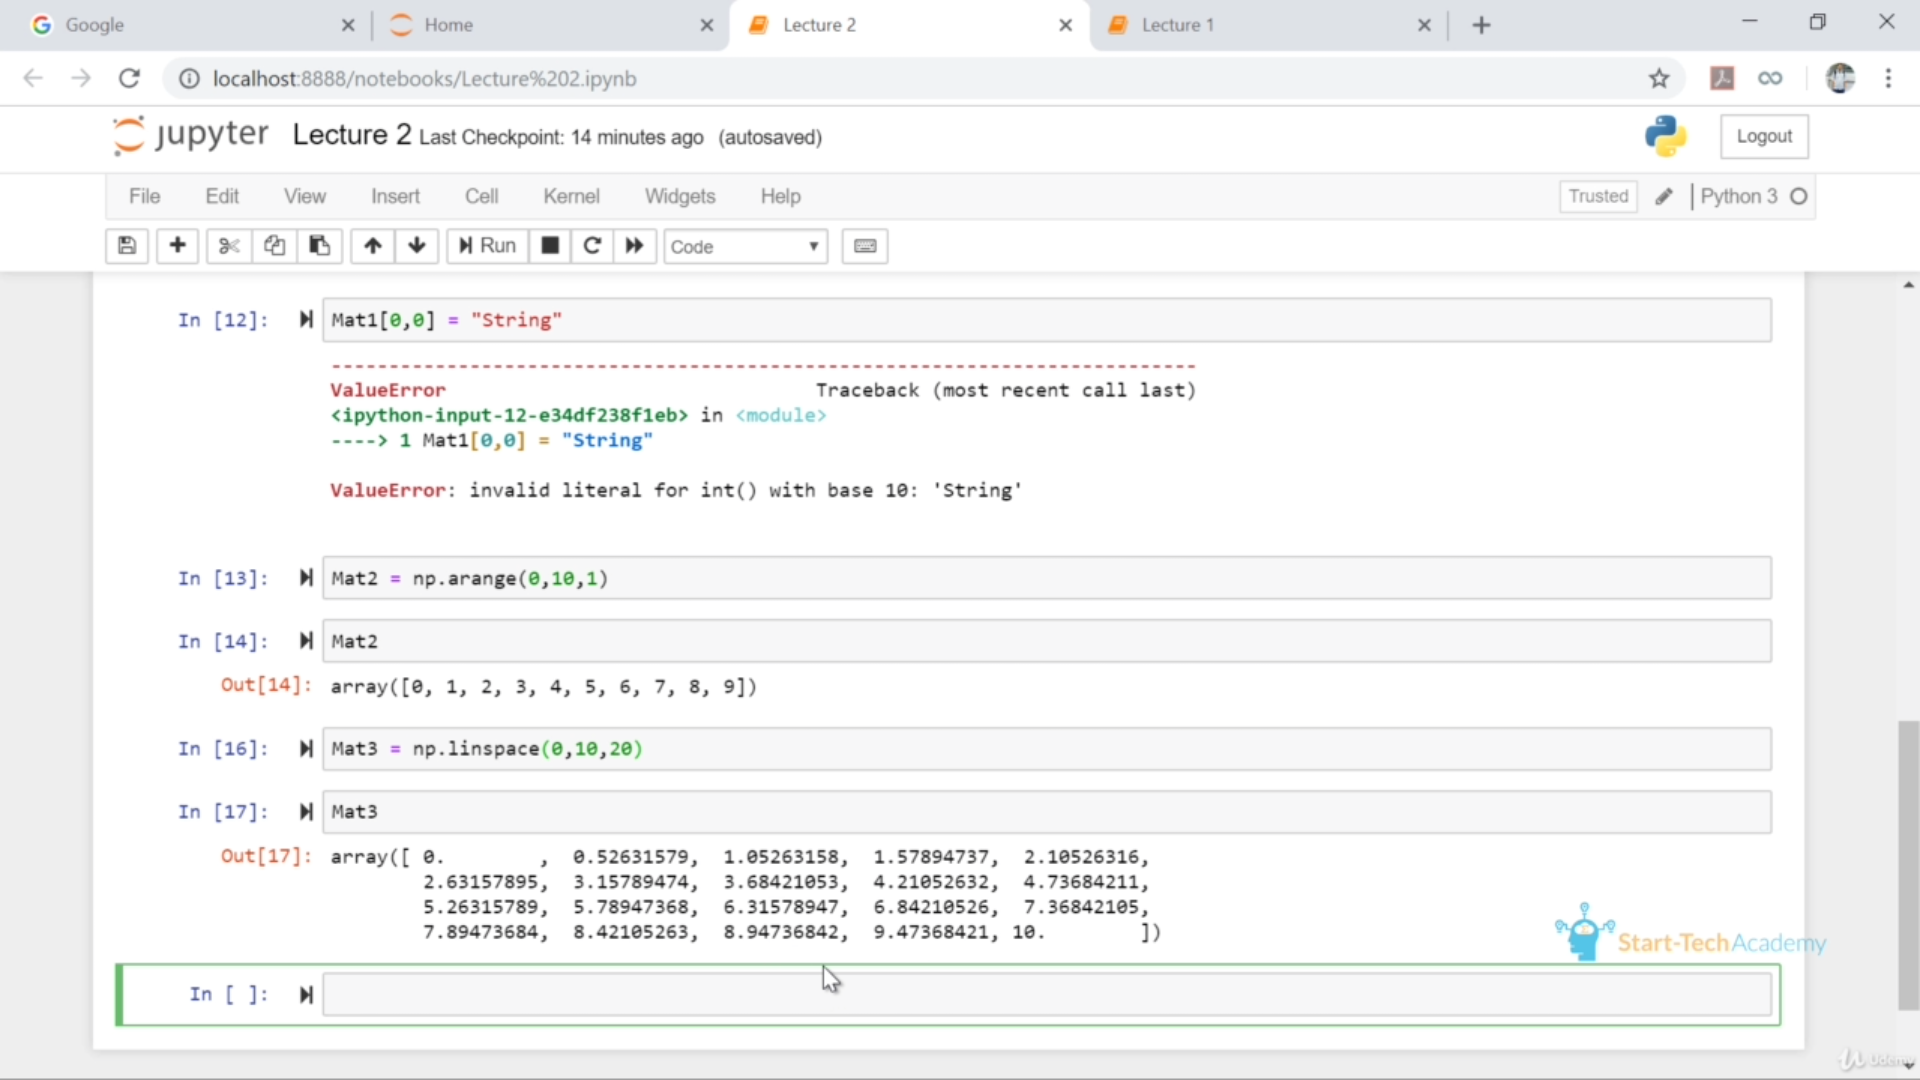 Google
Home
Lecture 2
Lecture 1
localhost:8888/notebooks/Lecture%202.ipynb
jupyter Lecture 2 Last Checkpoint: 14 minutes ago (autosaved)
Logout
File Edit View Insert Cell Kernel Widgets Help
Trusted
Python 3
Run
Code
In [12]: Mat1[0,0] = "String"
---------------------------------------------------------------------------
ValueError Traceback (most recent call last)
<ipython-input-12-e34df238f1eb> in <module>
----> 1 Mat1[0,0] = "String"
ValueError: invalid literal for int() with base 10: 'String'
In [13]: Mat2 = np.arange(0,10,1)
In [14]: Mat2
Out[14]: array([0, 1, 2, 3, 4, 5, 6, 7, 8, 9])
In [16]: Mat3 = np.linspace(0,10,20)
In [17]: Mat3
Out[17]: array([ 0. , 0.52631579, 1.05263158, 1.57894737, 2.10526316,
2.63157895, 3.15789474, 3.68421053, 4.21052632, 4.73684211,
5.26315789, 5.78947368, 6.31578947, 6.84210526, 7.36842105,
7.89473684, 8.42105263, 8.94736842, 9.47368421, 10. ])
Start-TechAcademy
In [ ]:
Udemy